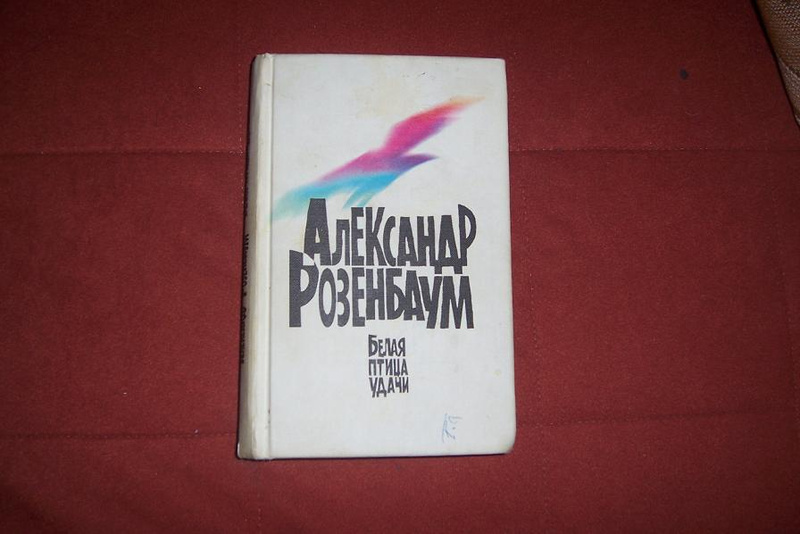 Александр
Розенбаум
Белая
птица
удачи